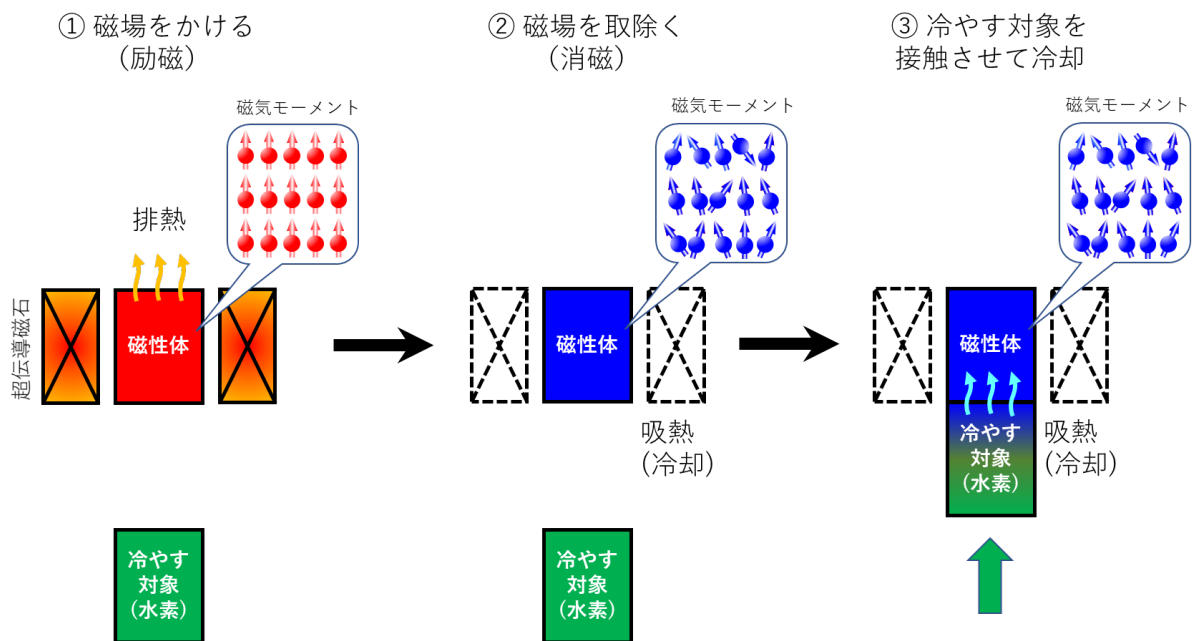 ① 磁場をかける
(励磁)
磁気モーメント
排熱
超伝導磁石
磁性体
冷やす
対象
(水素)
② 磁場を取除く
(消磁)
磁気モーメント
磁性体
吸熱
(冷却)
冷やす
対象
(水素)
③ 冷やす対象を
接触させて冷却
磁気モーメント
磁性体
冷やす
対象
(水素)
吸熱
(冷却)